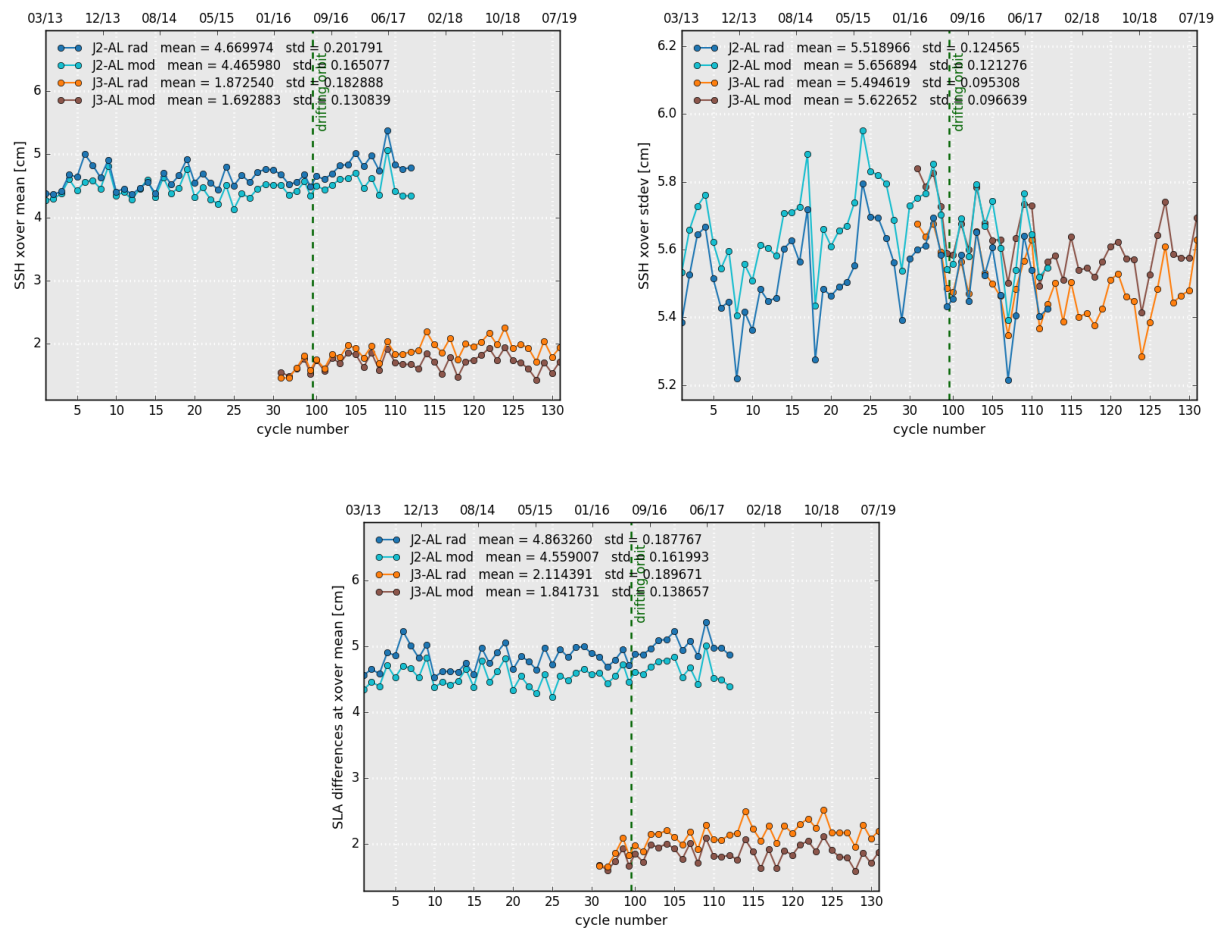 03/13 12/13 08/14 05/15 01/16 09/16 06/17 02/18 10/18 07/19
J2-AL rad mean = 4.669974 std = 0.201791
J2-AL mod mean = 4.465980 std = 0.165077
J3-AL rad mean = 1.872540 std = 0.182888
J3-AL mod mean = 1.692883 std = 0.130839
drifting orbit
SSH xover mean [cm]
6
5
4
3
2
5 10 15 20 25 30 100 105 110 115 120 125 130
cycle number
03/13 12/13 08/14 05/15 01/16 09/16 06/17 02/18 10/18 07/19
J2-AL rad mean = 5.518966 std = 0.124565
J2-AL mod mean = 5.656894 std = 0.121276
J3-AL rad mean = 5.494619 std = 0.095308
J3-AL mod mean = 5.622652 std = 0.096639
drifting orbit
SSH xover stdev [cm]
6.2
6.0
5.8
5.6
5.4
5.2
5 10 15 20 25 30 100 105 110 115 120 125 130
cycle number
03/13 12/13 08/14 05/15 01/16 09/16 06/17 02/18 10/18 07/19
J2-AL rad mean = 4.863260 std = 0.187767
J2-AL mod mean = 4.559007 std = 0.161993
J3-AL rad mean = 2.114391 std = 0.189671
J3-AL mod mean = 1.841731 std = 0.138657
drifting orbit
SLA differences at xover mean [cm]
6
5
4
3
2
5 10 15 20 25 30 100 105 110 115 120 125 130
cycle number